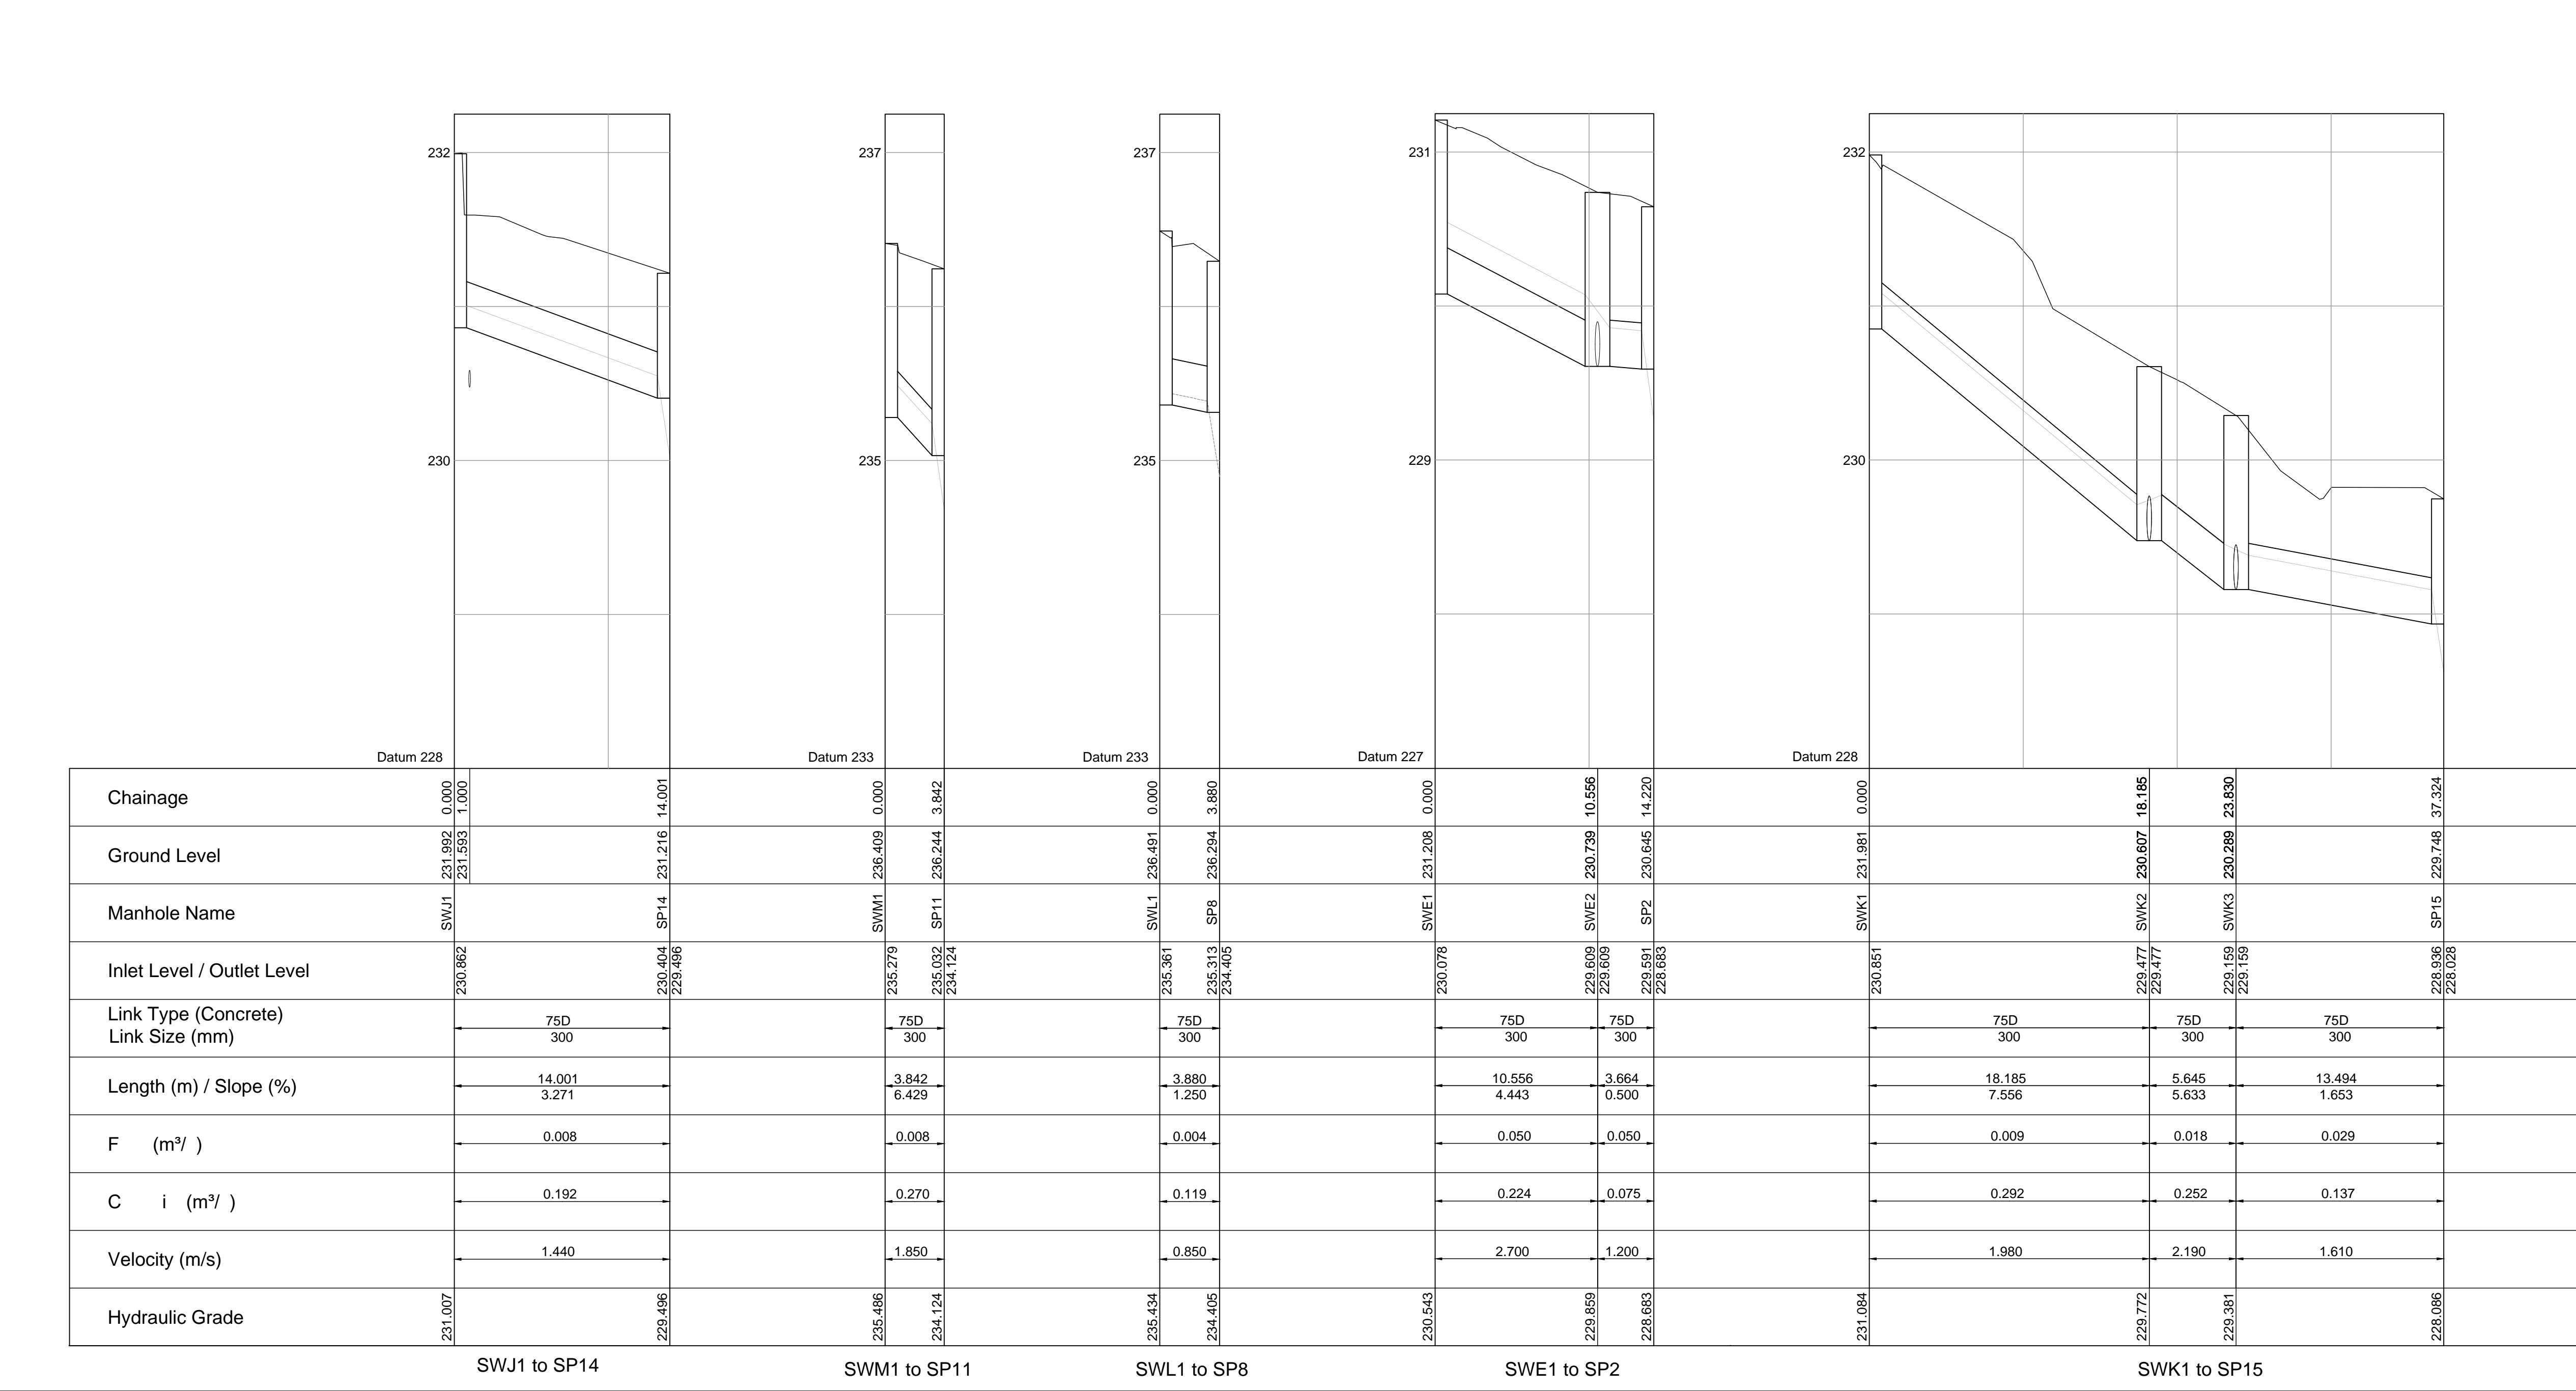 232 237 237 231 232
230 235 235 229 230
Datum 228 Datum 233 Datum 233 Datum 227 Datum 228
Chainage 0.000 1.000 14.001 0.000 3.842 0.000 3.880 0.000 10.556 14.220 0.000 18.185 23.830 37.324
Ground Level 231.992 231.593 231.216 236.409 236.244 236.491 236.294 231.208 230.739 230.645 231.981 230.607 230.289 229.748
Manhole Name SWJ1 SP14 SWM1 SP11 SWL1 SP8 SWE1 SWE2 SP2 SWK1 SWK2 SWK3 SP15
Inlet Level / Outlet Level 230.862 230.404 229.496 235.279 235.032 234.124 235.361 235.313 234.405 230.078 229.609 229.609 229.591 228.683 230.851 229.477 229.477 229.159 229.159 228.936 228.028
Link Type (Concrete) 75D 75D 75D 75D 75D 75D 75D 75D
Link Size (mm) 300 300 300 300 300 300 300 300
Length (m) / Slope (%) 14.001 3.842 3.880 10.556 3.664 18.185 5.645 13.494
3.271 6.429 1.250 4.443 0.500 7.556 5.633 1.653
F (m³/ ) 0.008 0.008 0.004 0.050 0.050 0.009 0.018 0.029
C i (m³/ ) 0.192 0.270 0.119 0.224 0.075 0.292 0.252 0.137
Velocity (m/s) 1.440 1.850 0.850 2.700 1.200 1.980 2.190 1.610
Hydraulic Grade 231.007 229.496 235.486 234.124 235.434 234.405 230.543 229.859 228.683 231.084 229.772 229.381 228.086
SWJ1 to SP14 SWM1 to SP11 SWL1 to SP8 SWE1 to SP2 SWK1 to SP15